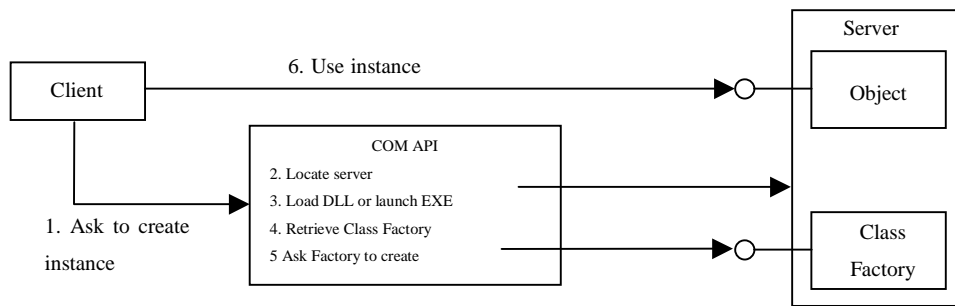 Server
6. Use instance
Client
Object
COM API
2. Locate server
3. Load DLL or launch EXE
4. Retrieve Class Factory
5 Ask Factory to create
1. Ask to create
instance
Class
Factory